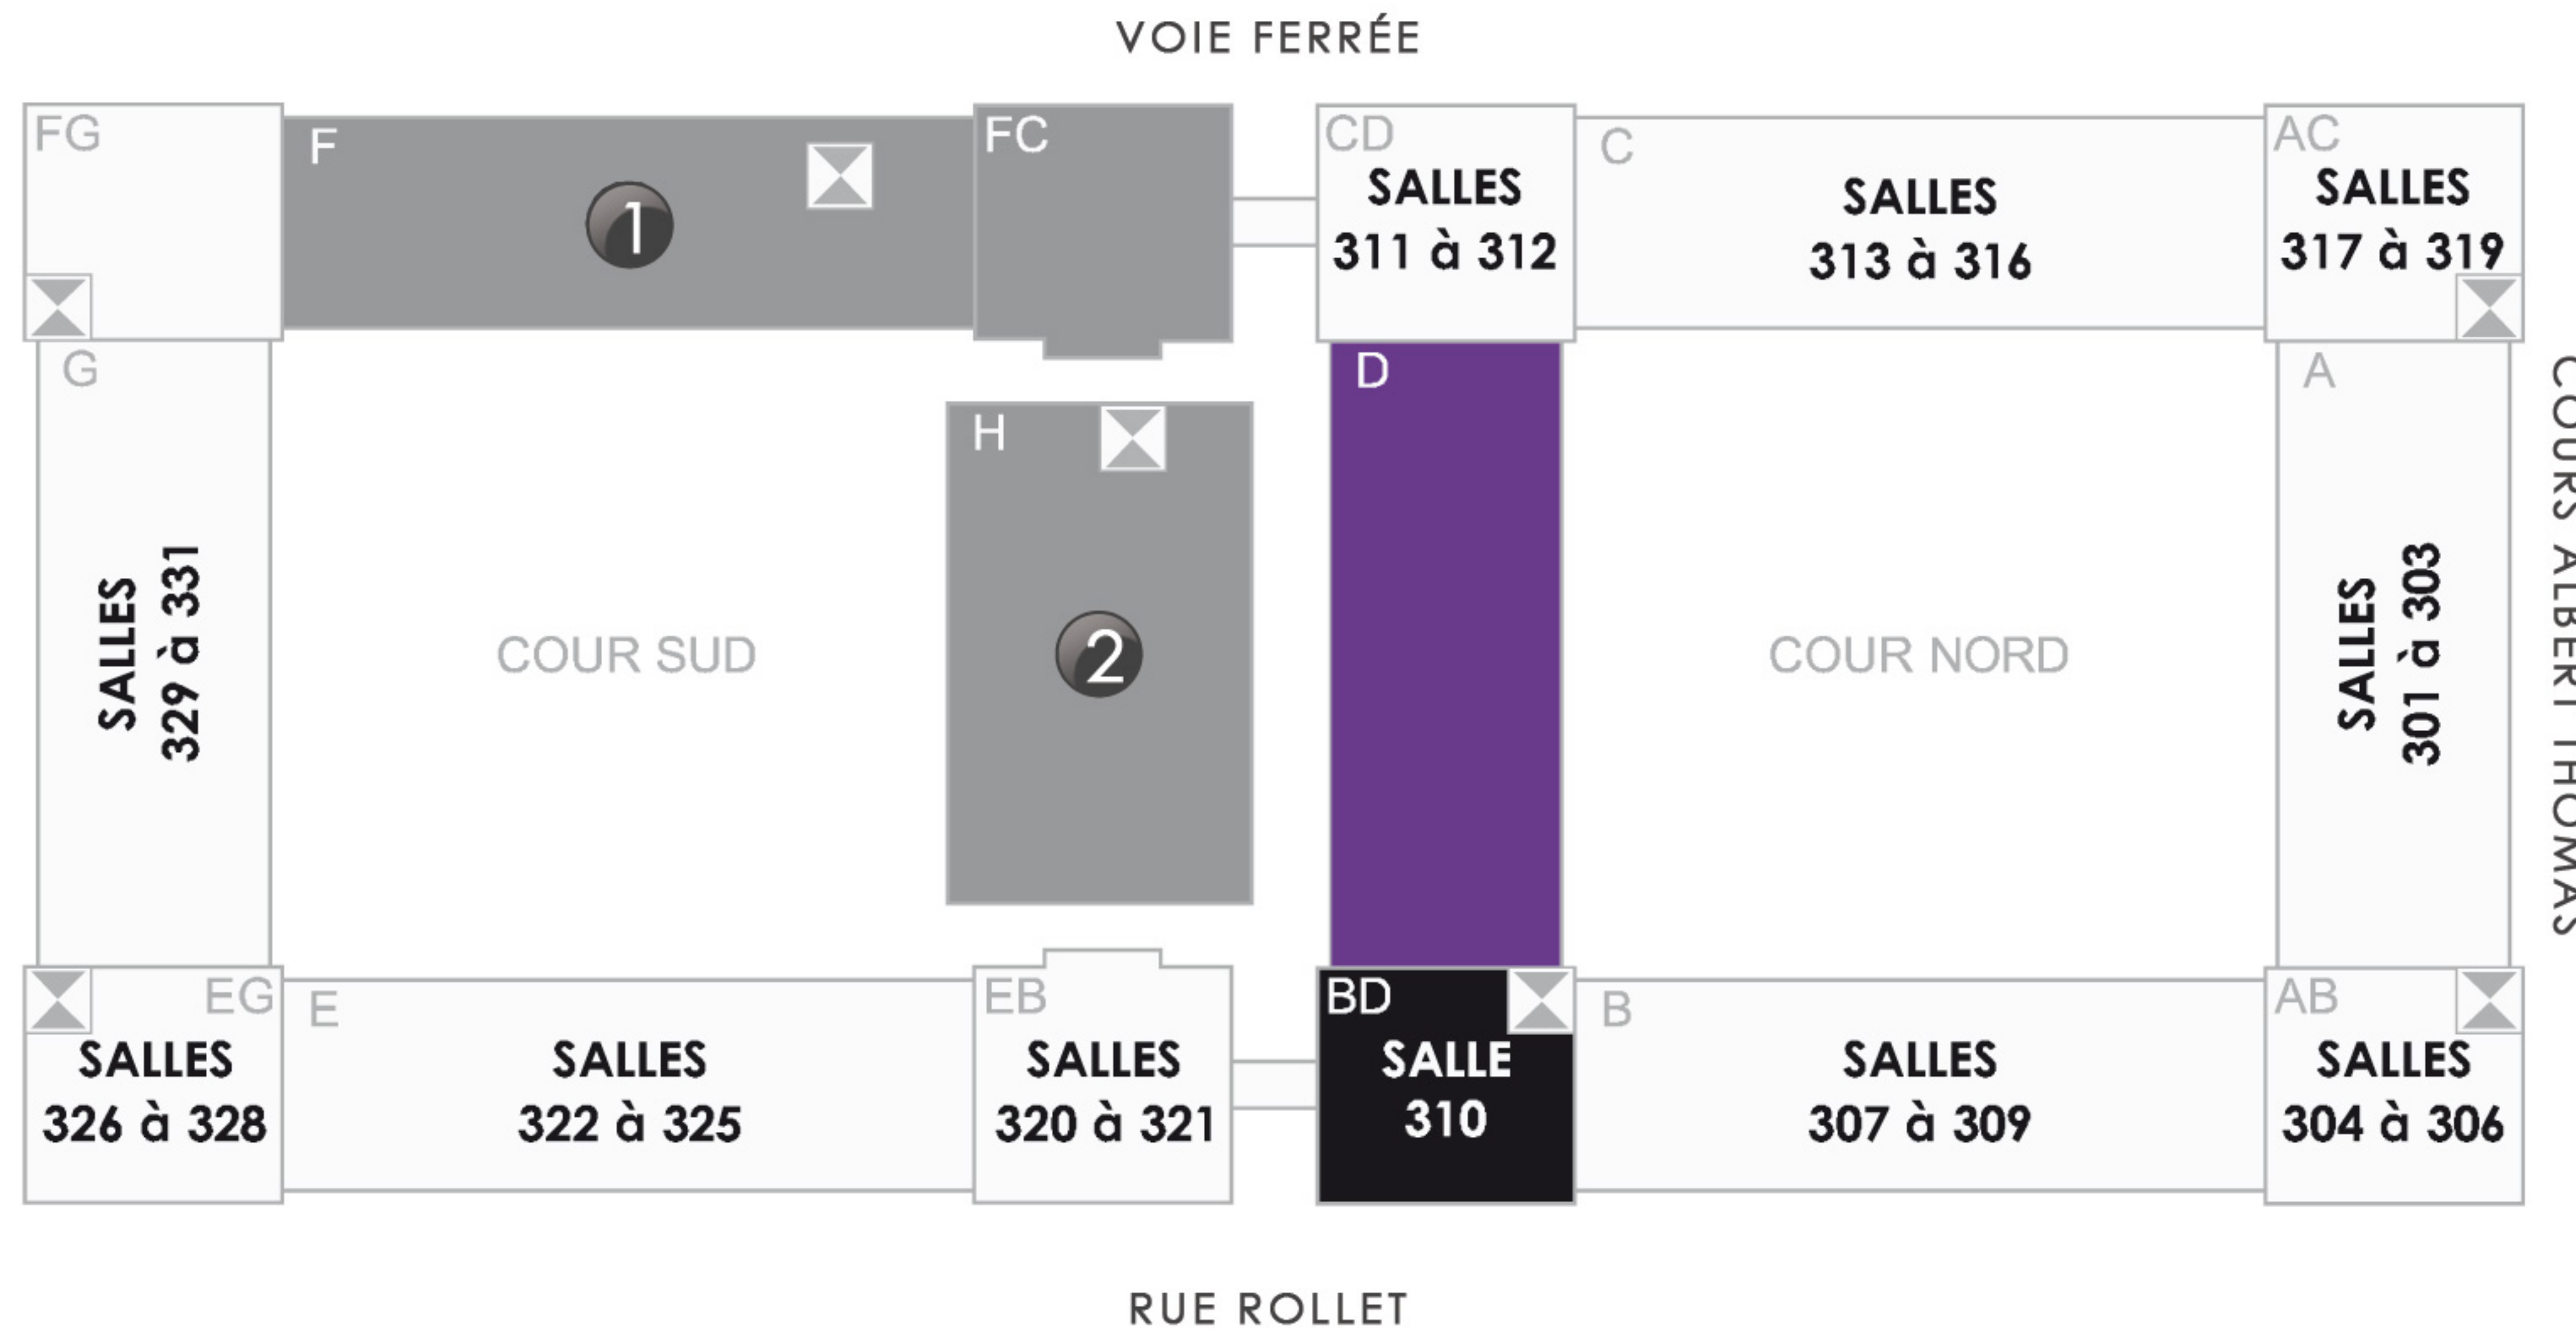 VOIE FERRÉE
FG
F
1
FC
CD
SALLES
311 à 312
C
SALLES
313 à 316
AC
SALLES
317 à 319
G
SALLES
329 à 331
COUR SUD
H
2
D
COUR NORD
A
SALLES
301 à 303
COURS ALBERT THOMAS
EG
SALLES
326 à 328
E
SALLES
322 à 325
EB
SALLES
320 à 321
BD
SALLE
310
B
SALLES
307 à 309
AB
SALLES
304 à 306
RUE ROLLET